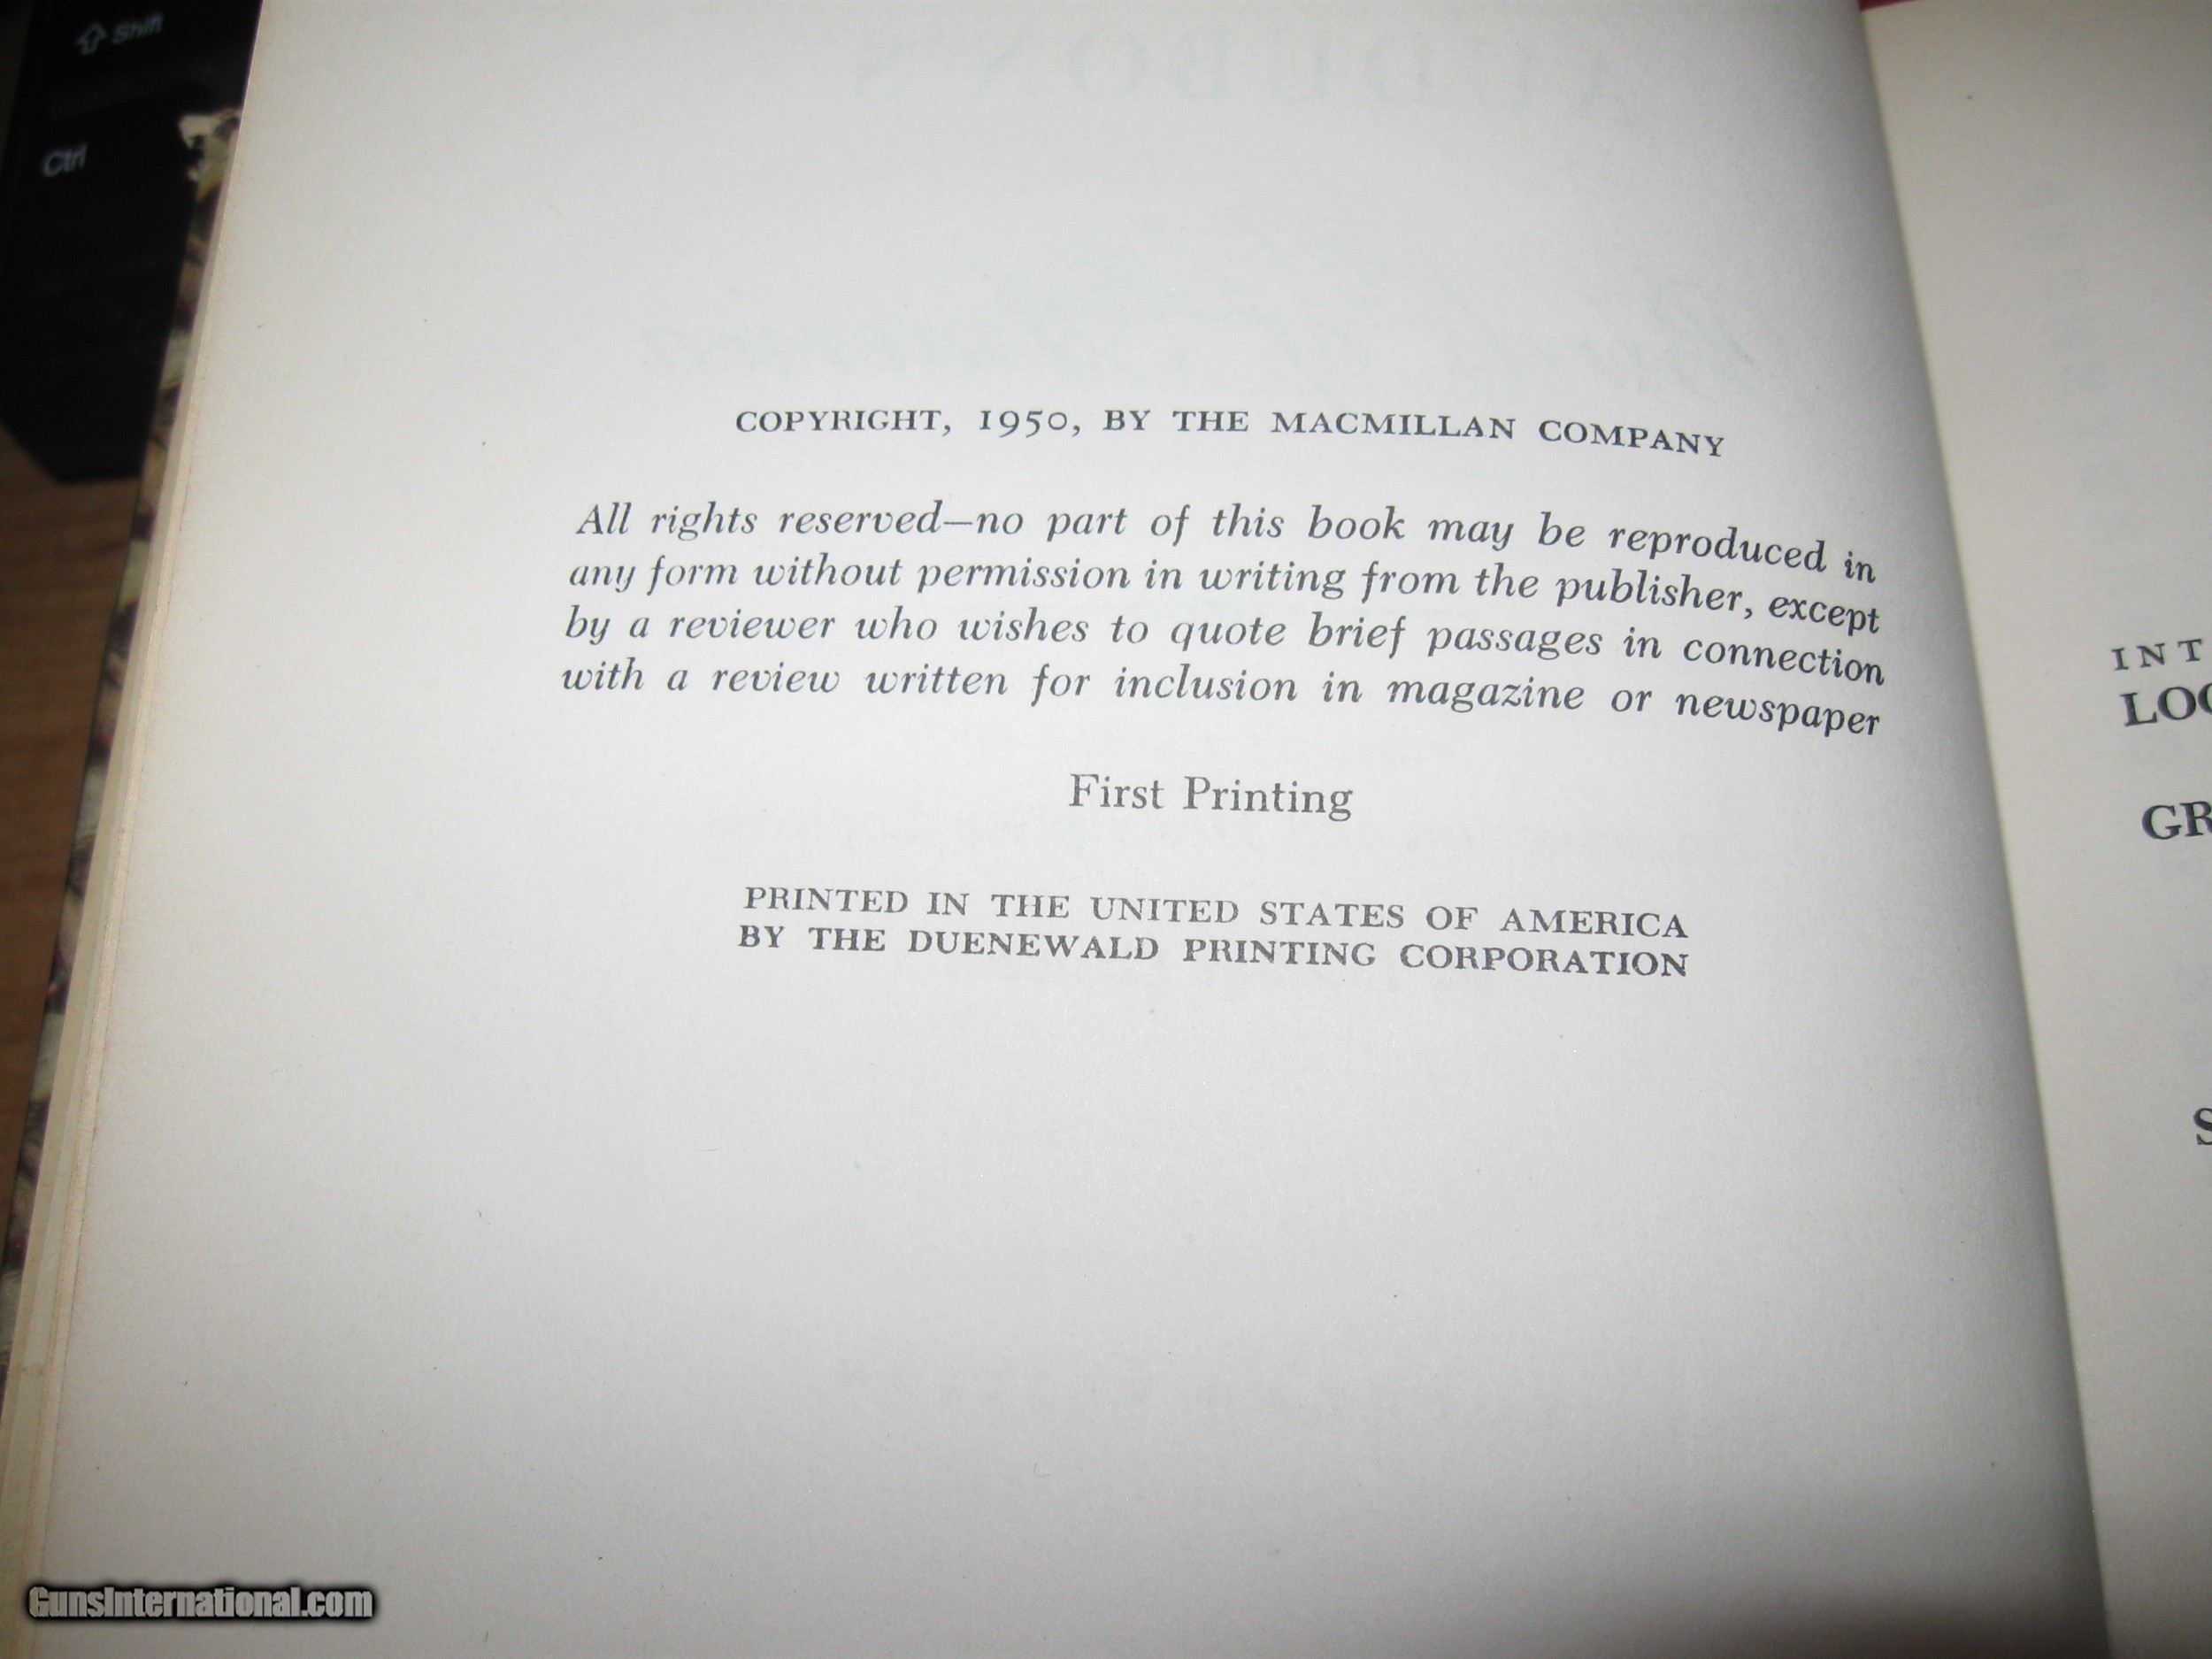 Shift
Ctrl
COPYRIGHT, 1950, BY THE MACMILLAN COMPANY
All rights reserved—no part of this book may be reproduced in
any form without permission in writing from the publisher, except
by a reviewer who wishes to quote brief passages in connection
with a review written for inclusion in magazine or newspaper
First Printing
PRINTED IN THE UNITED STATES OF AMERICA
BY THE DUENEWALD PRINTING CORPORATION
INT
LOO
GR
S
GunsInternational.com